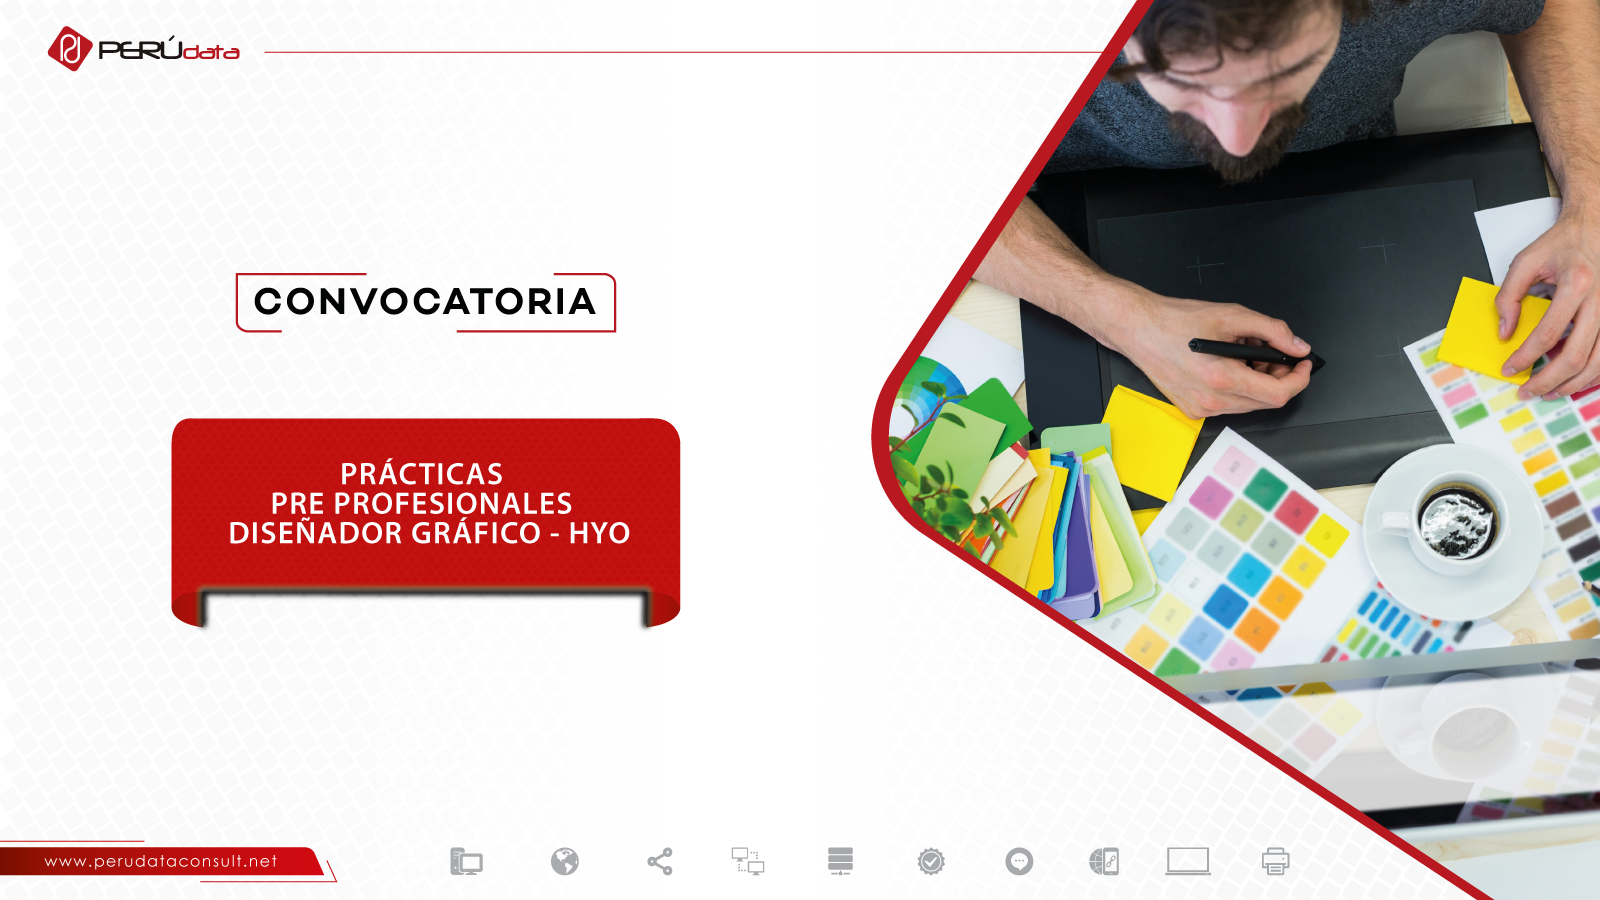 PERÚdata
CONVOCATORIA
PRÁCTICAS
PRE PROFESIONALES
DISEÑADOR GRÁFICO - HYO
www.perudataconsult.net